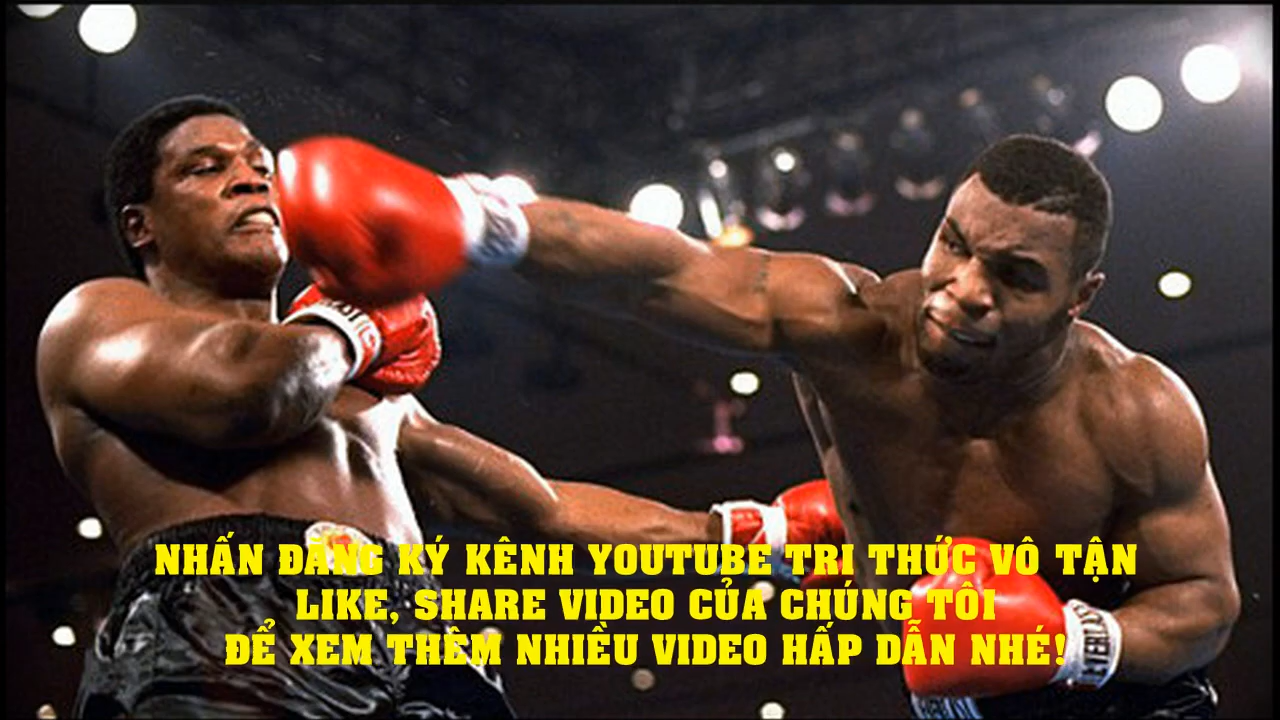 NHẤN ĐĂNG KÝ KÊNH YOUTUBE TRI THỨC VÔ TẬN
LIKE, SHARE VIDEO CỦA CHÚNG TÔI
ĐỂ XEM THÊM NHIỀU VIDEO HẤP DẪN NHÉ!